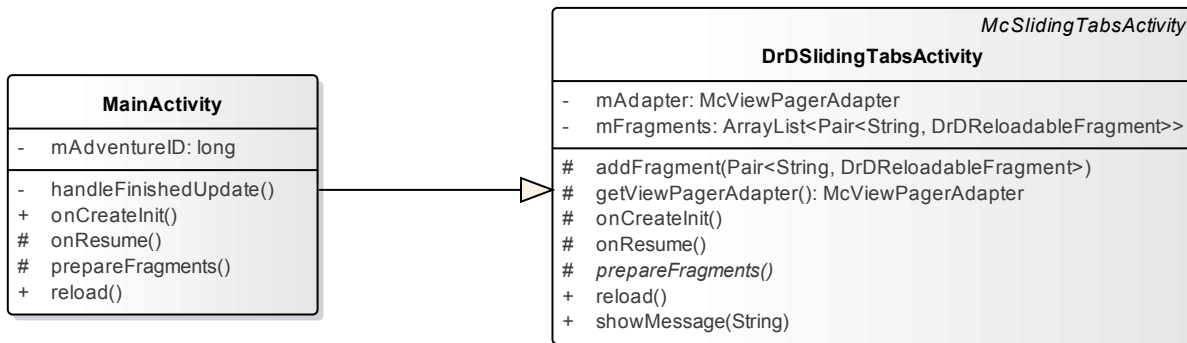 MainActivity
- mAdventureID: long
- handleFinishedUpdate()
+ onCreateInit()
# onResume()
# prepareFragments()
+ reload()
McSlidingTabsActivity
DrDSlidingTabsActivity
- mAdapter: McViewPagerAdapter
- mFragments: ArrayList<Pair<String, DrDReloadableFragment>>
# addFragment(Pair<String, DrDReloadableFragment>)
# getViewPagerAdapter(): McViewPagerAdapter
# onCreateInit()
# onResume()
# prepareFragments()
+ reload()
+ showMessage(String)